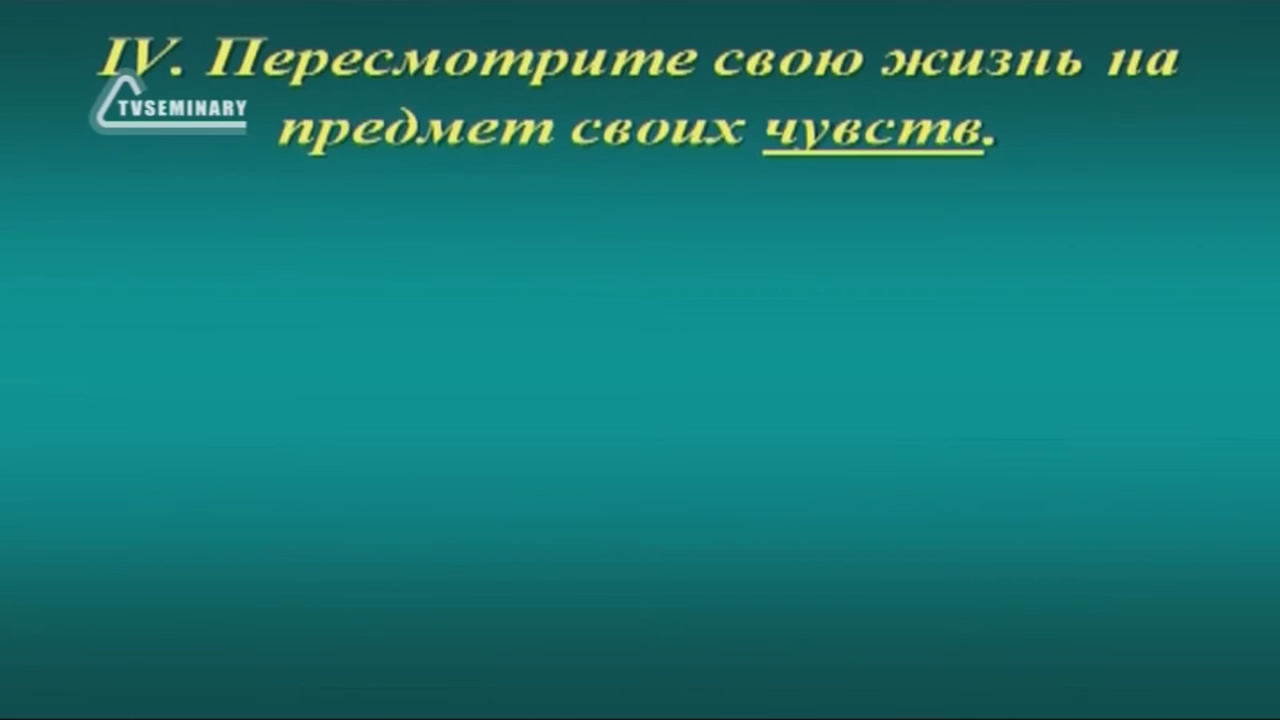 IV. Пересмотрите свою жизнь на
TVSEMINARY
предмет своих чувств.